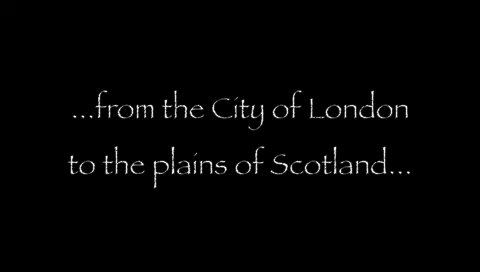 ...from the City of London
to the plains of Scotland...